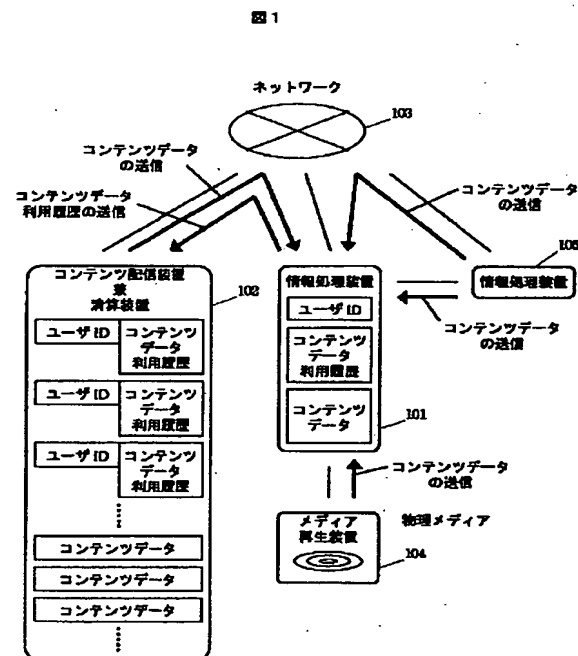 図1
ネットワーク
103
コンテンツデータ
の送信
コンテンツデータ
利用履歴の送信
コンテンツデータ
の送信
105
コンテンツ配信装置
兼
清算装置
102
ユーザID
コンテンツ
データ
利用履歴
ユーザID
コンテンツ
データ
利用履歴
ユーザID
コンテンツ
データ
利用履歴
コンテンツデータ
コンテンツデータ
コンテンツデータ
情報処理装置
ユーザID
コンテンツ
データ
利用履歴
コンテンツ
データ
101
情報処理装置
コンテンツデータ
の送信
コンテンツデータ
の送信
メディア
再生装置
物理メディア
104